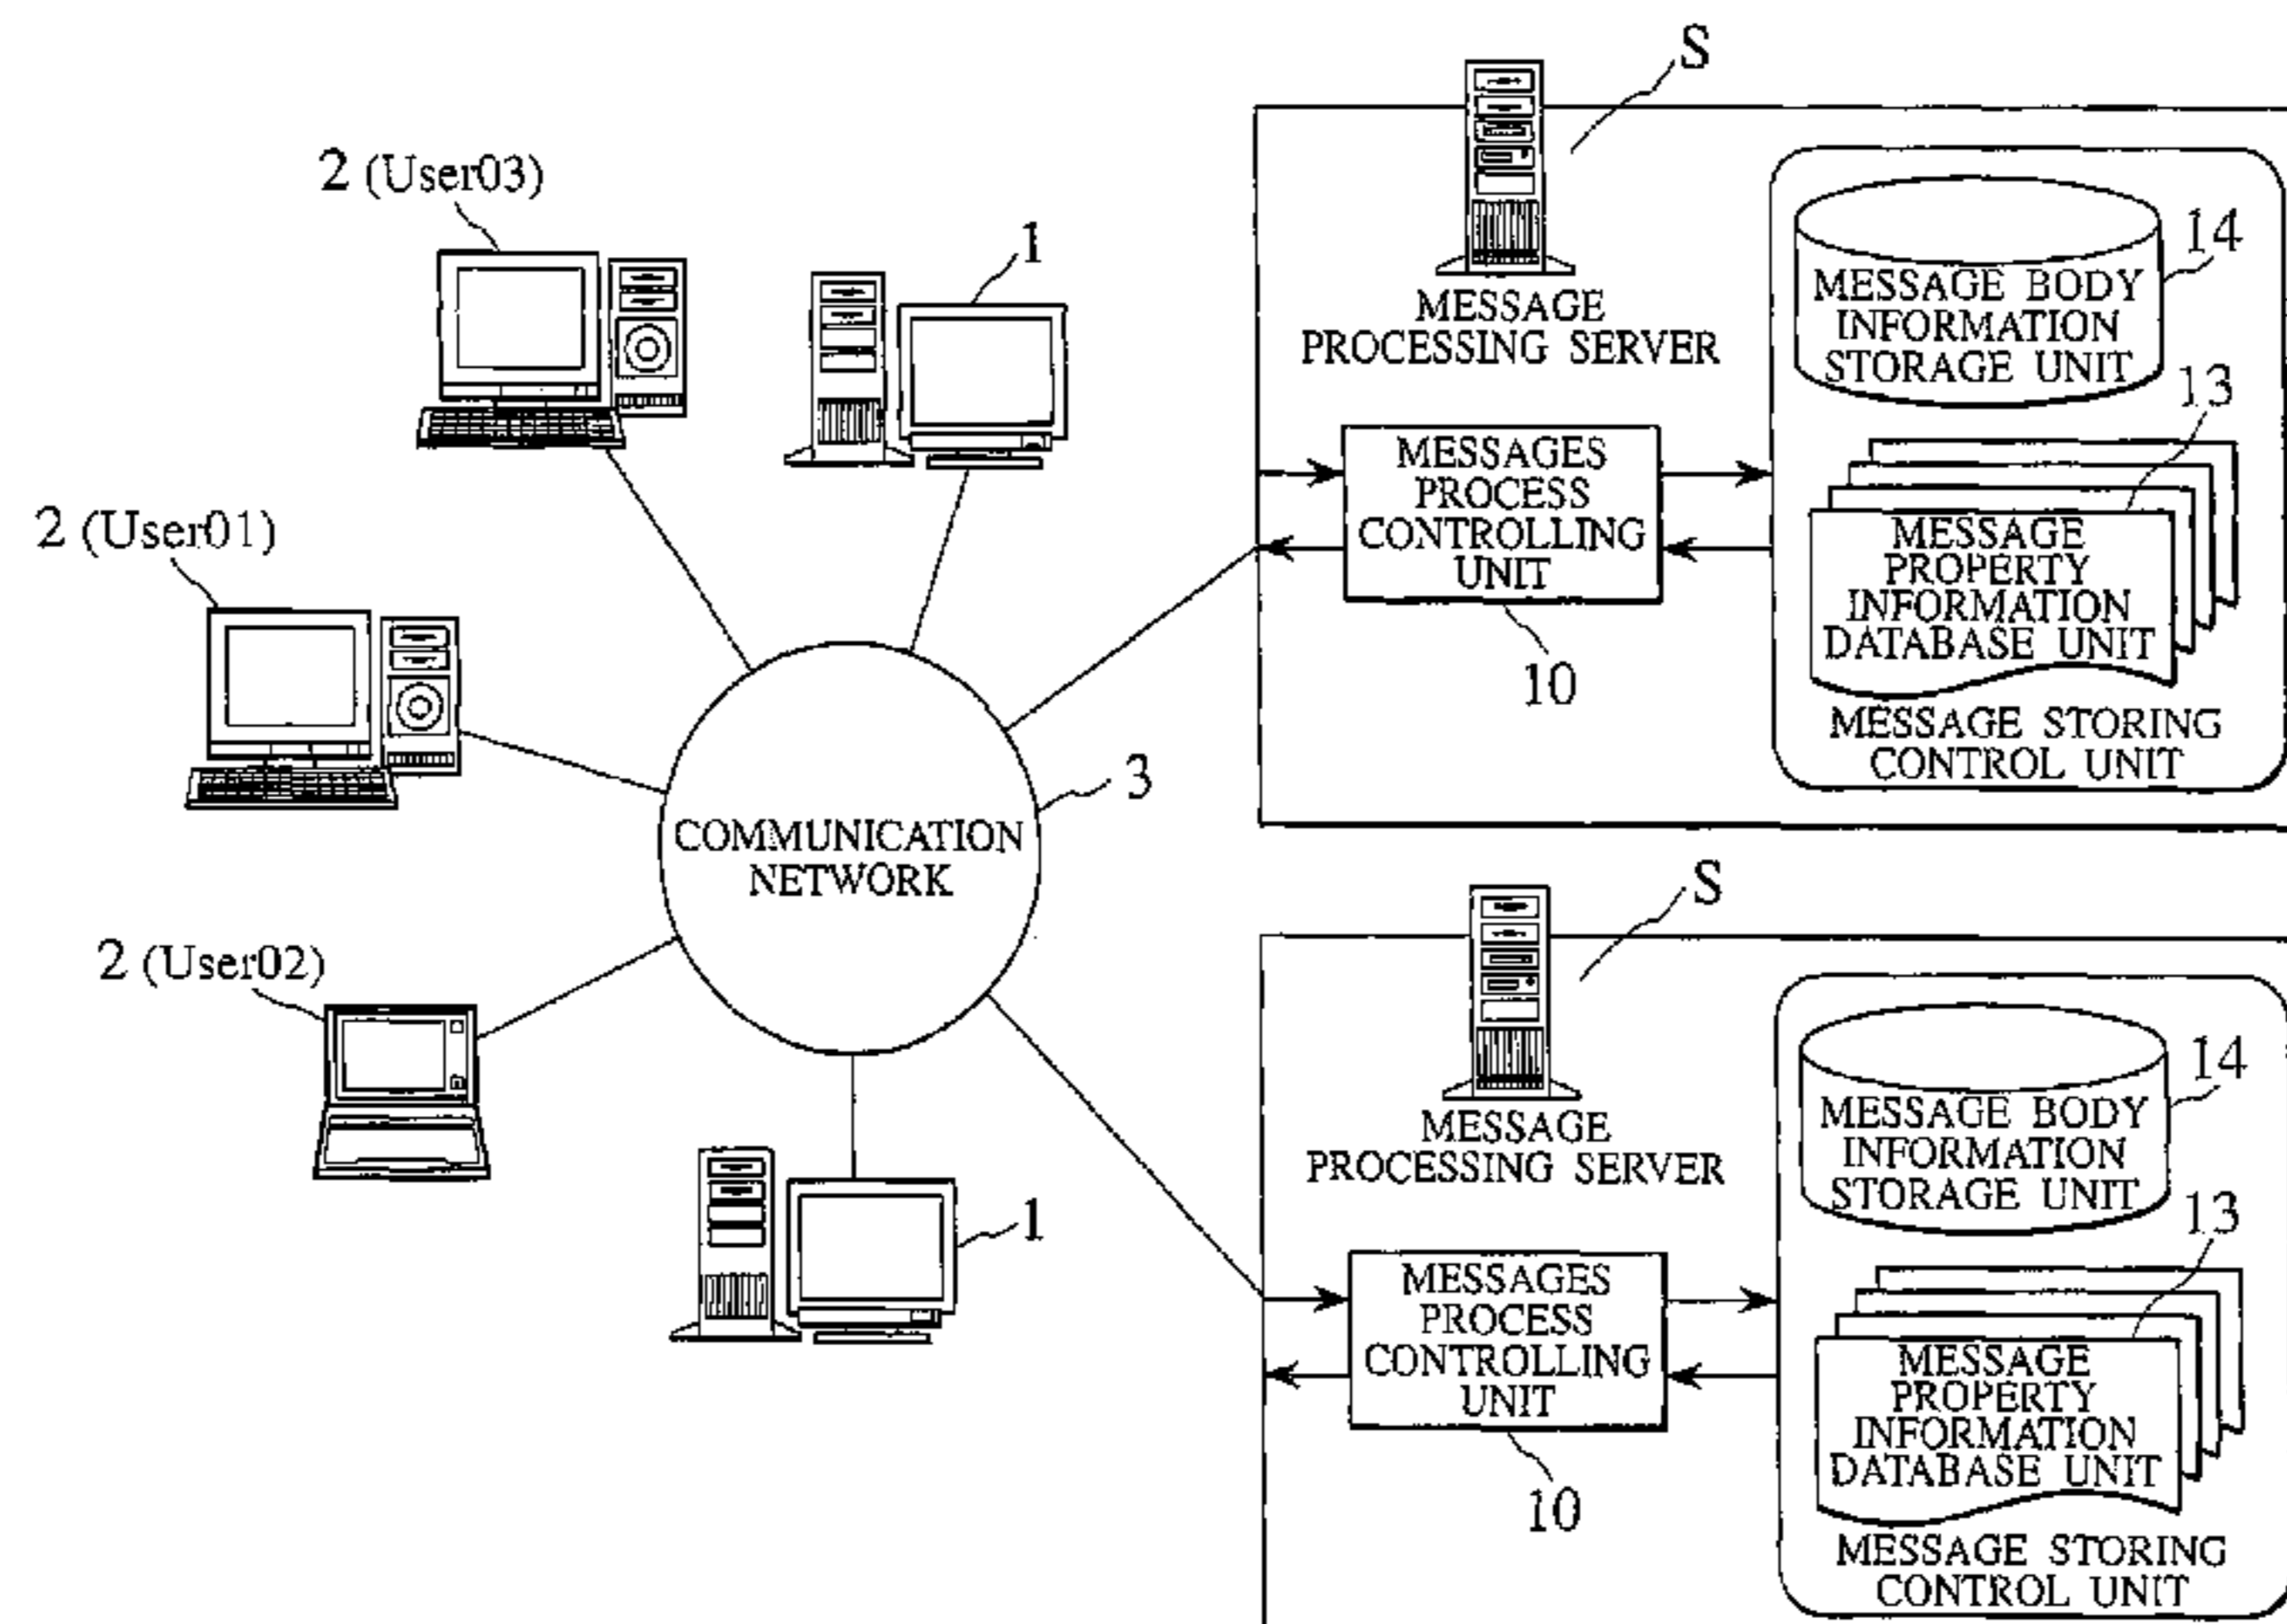 S
2 (User03)
1
14
MESSAGE BODY
INFORMATION
STORAGE UNIT
MESSAGE
PROCESSING SERVER
13
MESSAGES
PROCESS
CONTROLLING
UNIT
10
2 (User01)
MESSAGE
PROPERTY
INFORMATION
DATABASE UNIT
MESSAGE STORING
CONTROL UNIT
3
COMMUNICATION
NETWORK
S
2 (User02)
14
MESSAGE BODY
INFORMATION
STORAGE UNIT
MESSAGE
PROCESSING SERVER
1
13
MESSAGES
PROCESS
CONTROLLING
UNIT
10
MESSAGE
PROPERTY
INFORMATION
DATABASE UNIT
MESSAGE STORING
CONTROL UNIT